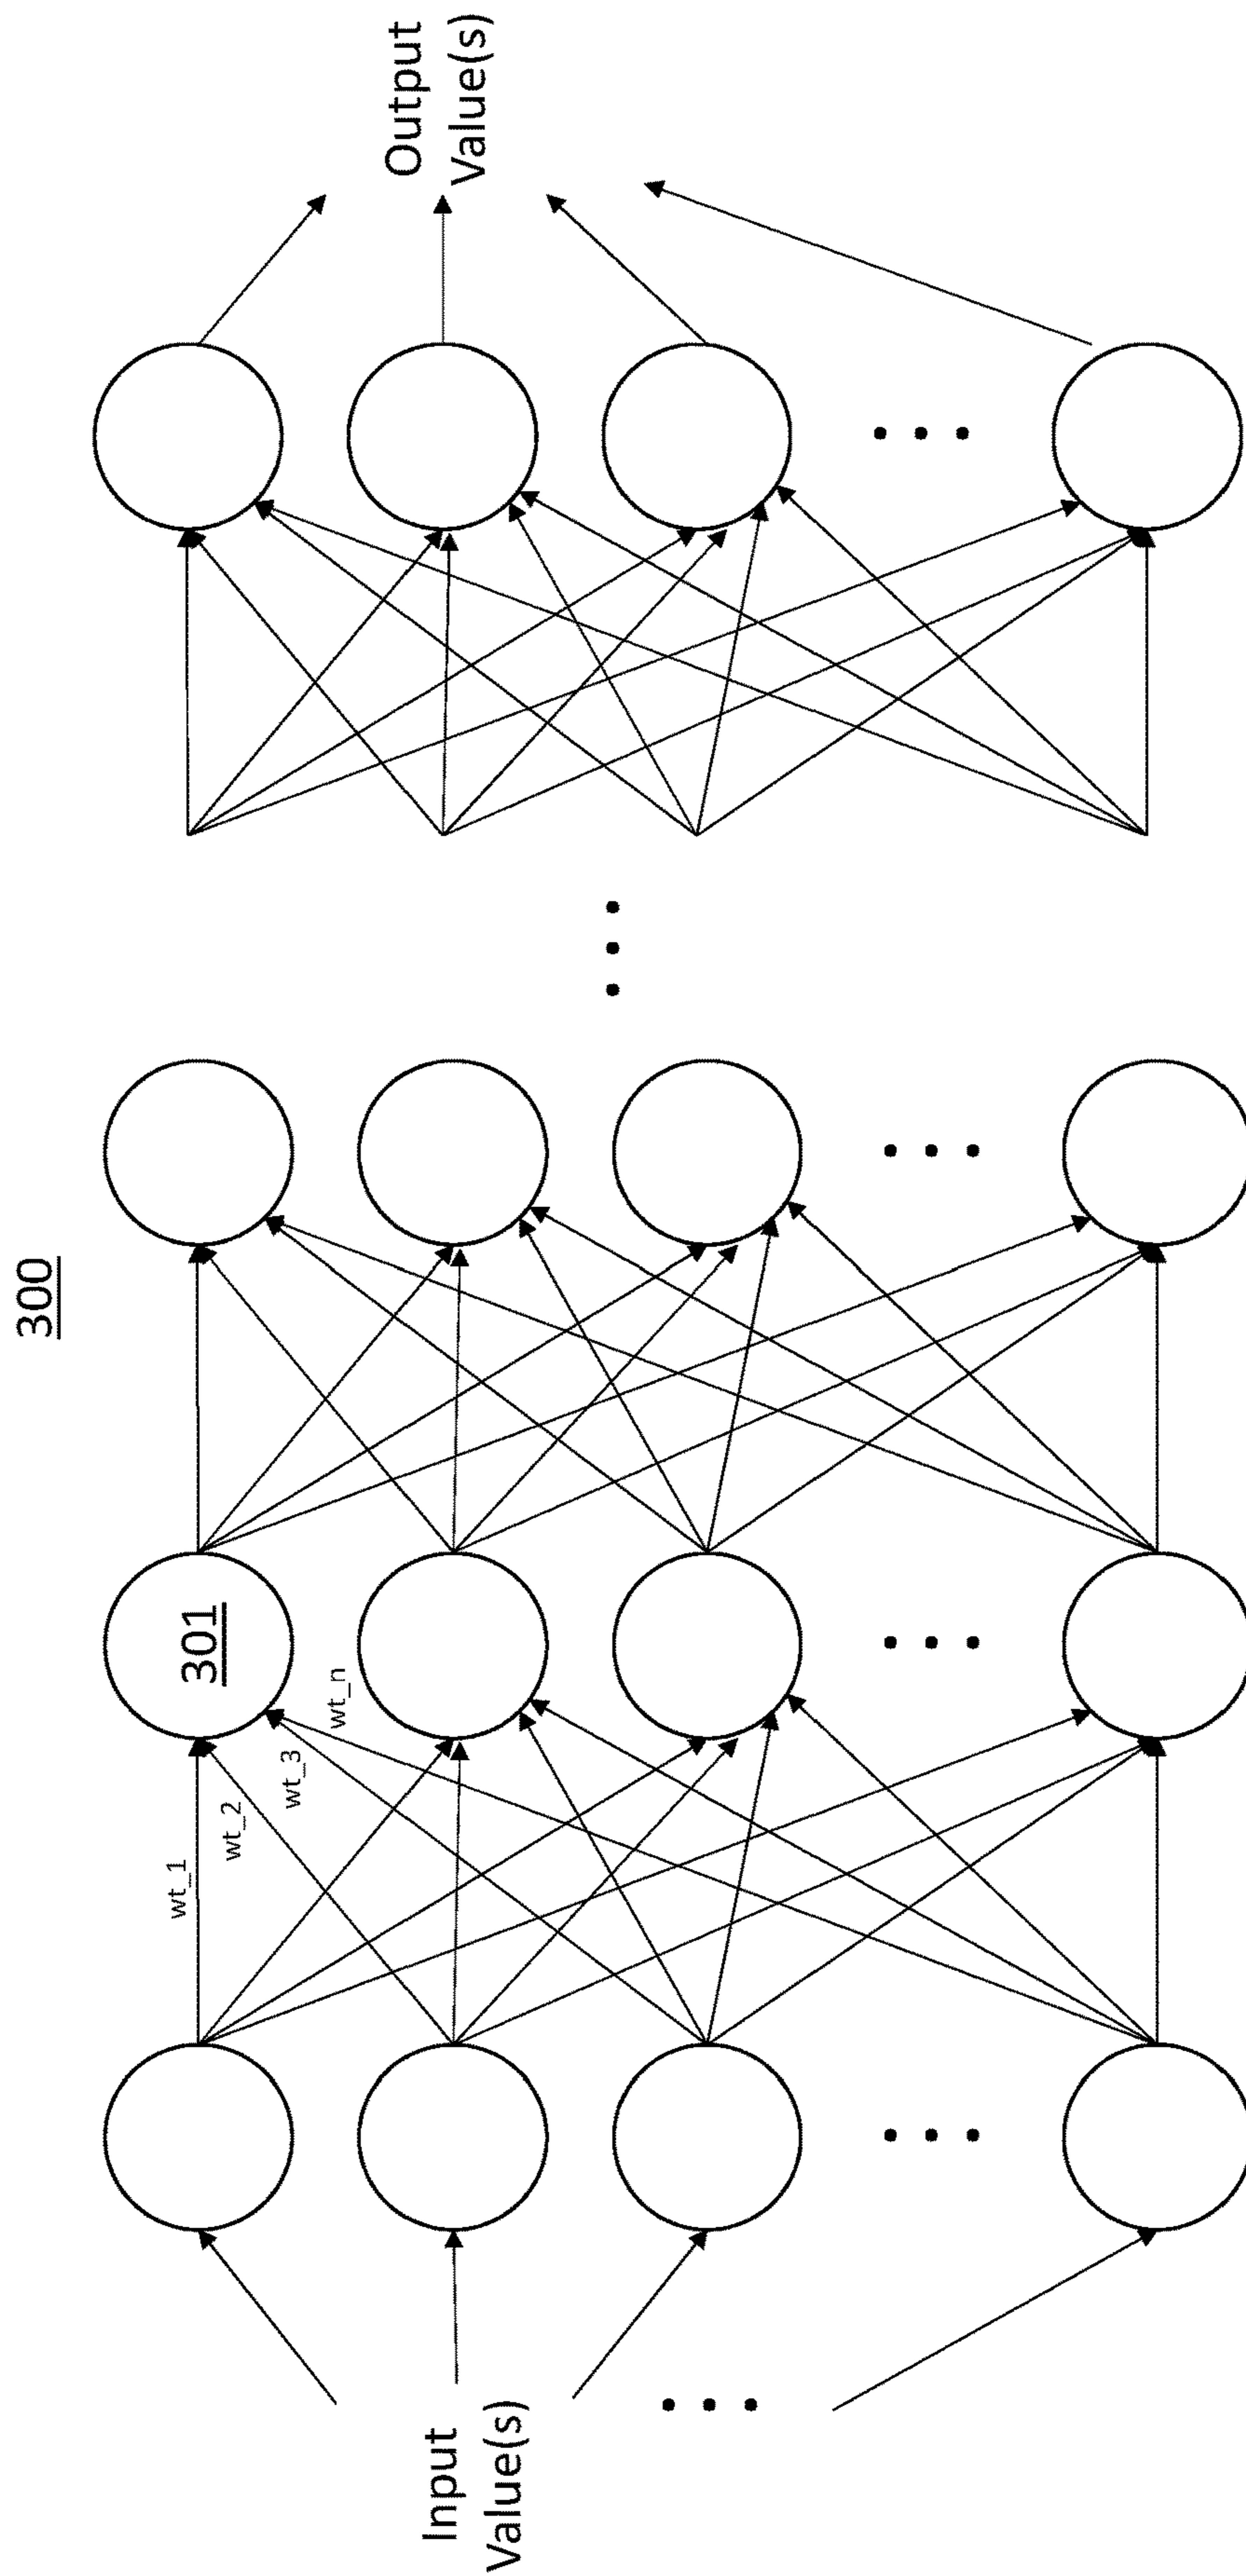 300
Input
Value(s)
wt_1
wt_2
wt_3
wt_n
301
Output
Value(s)